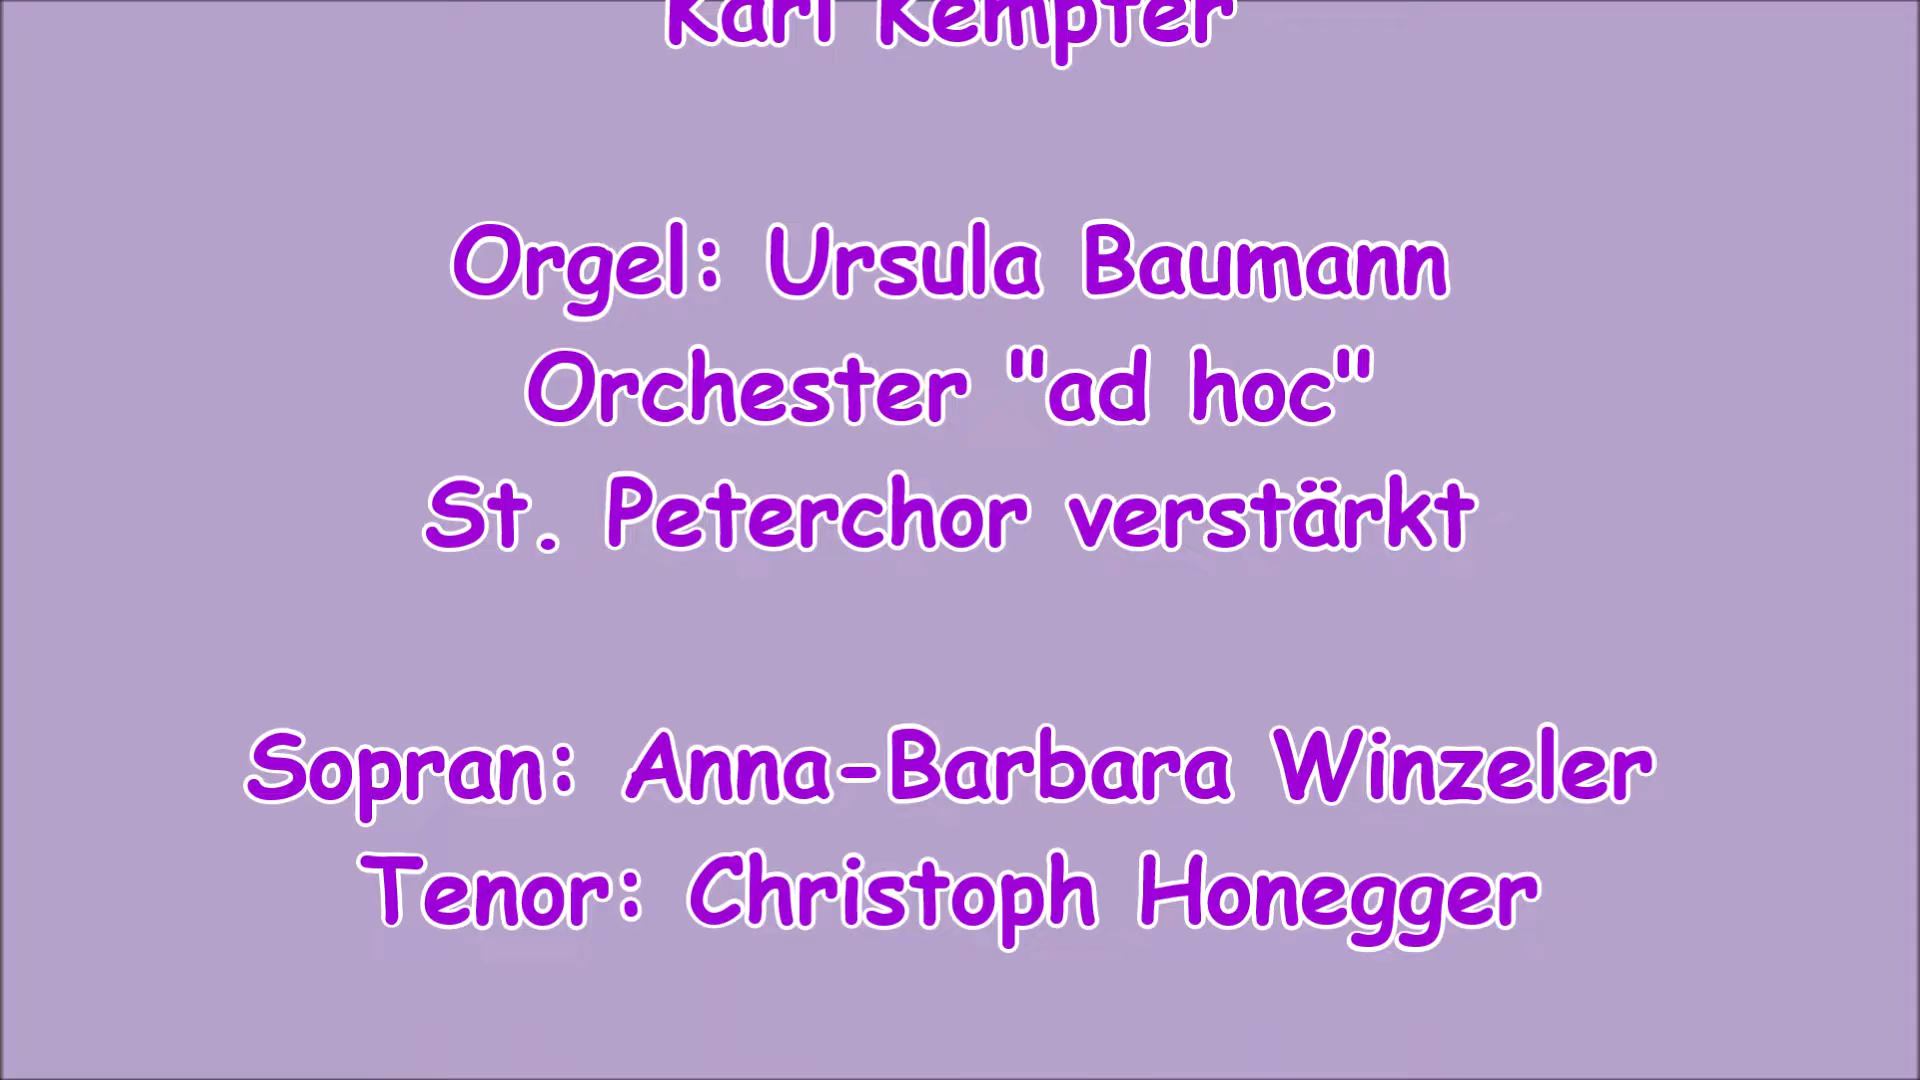 Karl Kempter
Orgel: Ursula Baumann
Orchester "ad hoc"
St. Peterchor verstärkt
Sopran: Anna-Barbara Winzeler
Tenor: Christoph Honegger